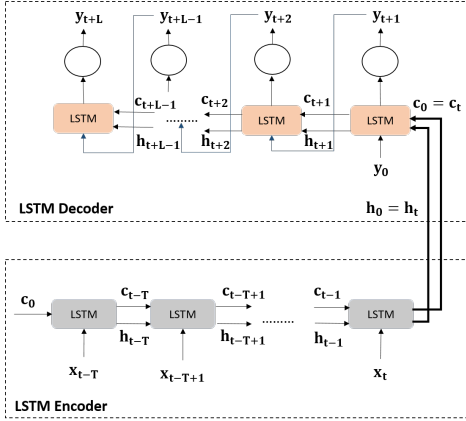 y_{t+L} y_{t+L-1} y_{t+2} y_{t+1}
LSTM c_{t+L-1} ......... c_{t+2} LSTM c_{t+1} LSTM c_0 = c_t
h_{t+L-1} h_{t+2} h_{t+1}
y_0
LSTM Decoder h_0 = h_t
c_0 c_{t-T} c_{t-T+1} c_{t-1}
LSTM LSTM ......... LSTM
h_{t-T} h_{t-T+1} h_{t-1}
x_{t-T} x_{t-T+1} x_t
LSTM Encoder